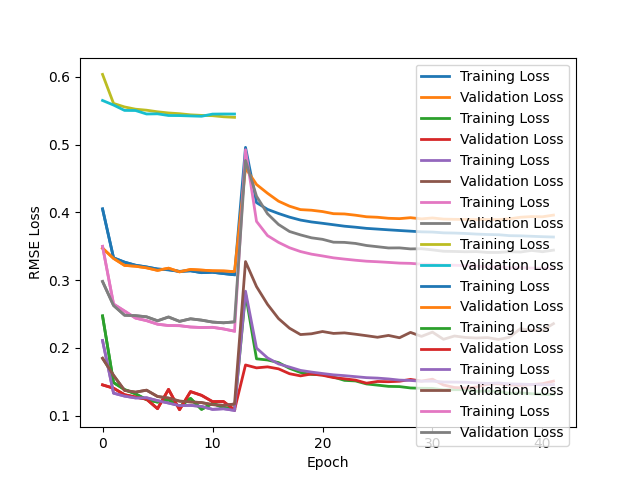 0.6
0.5
0.4
0.3
0.2
0.1
RMSE Loss
Training Loss
Validation Loss
Training Loss
Validation Loss
Training Loss
Validation Loss
Training Loss
Validation Loss
Training Loss
Validation Loss
Training Loss
Validation Loss
Training Loss
Validation Loss
Training Loss
Validation Loss
Training Loss
Validation Loss
0 10 20 30 40
Epoch